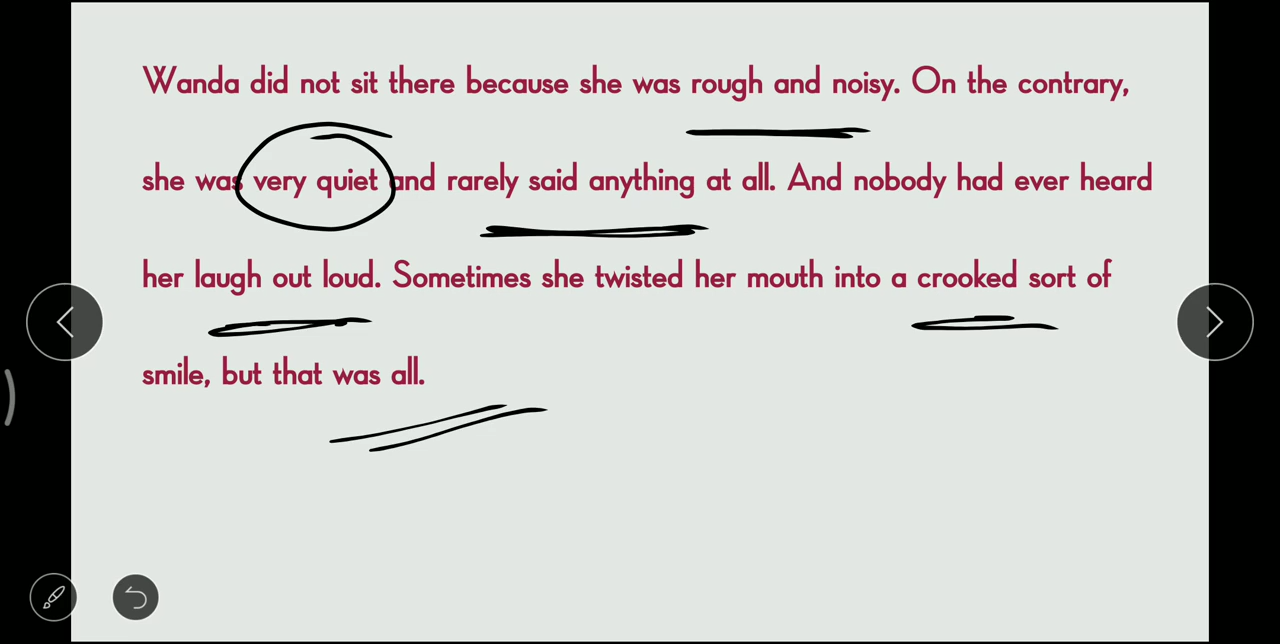 Wanda did not sit there because she was rough and noisy. On the contrary,
she was very quiet and rarely said anything at all. And nobody had ever heard
her laugh out loud. Sometimes she twisted her mouth into a crooked sort of
smile, but that was all.